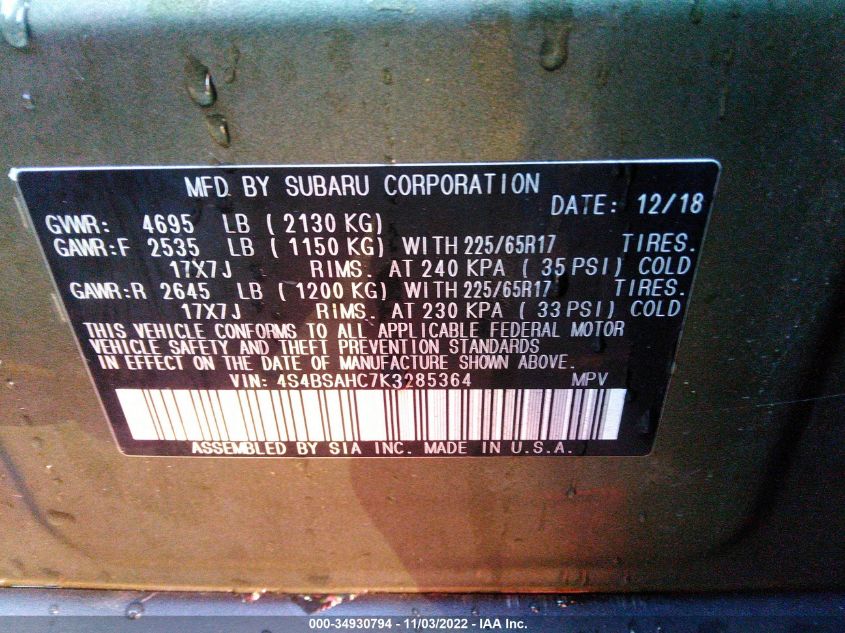 MFD BY SUBARU CORPORATION
DATE: 12/18
GVWR: 4695 LB ( 2130 KG)
GAWR:F 2535 LB ( 1150 KG) WITH 225/65R17 TIRES.
17X7J RIMS. AT 240 KPA ( 35 PSI) COLD
GAWR:R 2645 LB ( 1200 KG) WITH 225/65R17 TIRES.
17X7J RIMS. AT 230 KPA ( 33 PSI) COLD
THIS VEHICLE CONFORMS TO ALL APPLICABLE FEDERAL MOTOR
VEHICLE SAFETY AND THEFT PREVENTION STANDARDS
IN EFFECT ON THE DATE OF MANUFACTURE SHOWN ABOVE.
VIN: 4S4BSAHC7K3285364 MPV
ASSEMBLED BY SIA INC. MADE IN U.S.A.
000-34930794 - 11/03/2022 - IAA Inc.